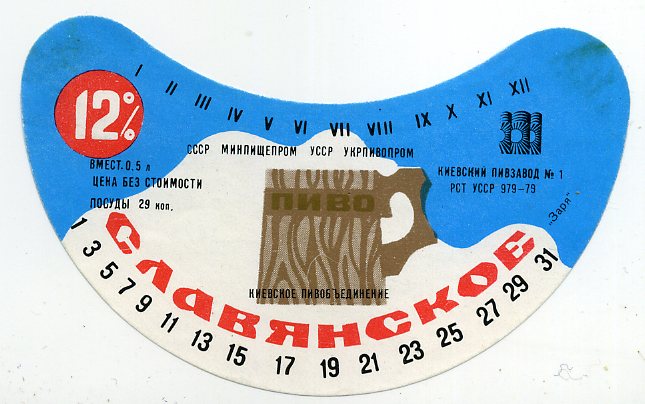 I II III IV V VI VII VIII IX X XI XII
12%
СССР МИНПИЩЕПРОМ УССР УКРПИВОПРОМ
ВМЕСТ. 0,5 л
ЦЕНА БЕЗ СТОИМОСТИ
ПОСУДЫ 29 коп.
КИЕВСКИЙ ПИВЗАВОД № 1
РСТ УССР 979–79
„Заря"
ПИВО
СЛАВЯНСКОЕ
КИЕВСКОЕ ПИВОБЪЕДИНЕНИЕ
1 3 5 7 9 11 13 15 17 19 21 23 25 27 29 31